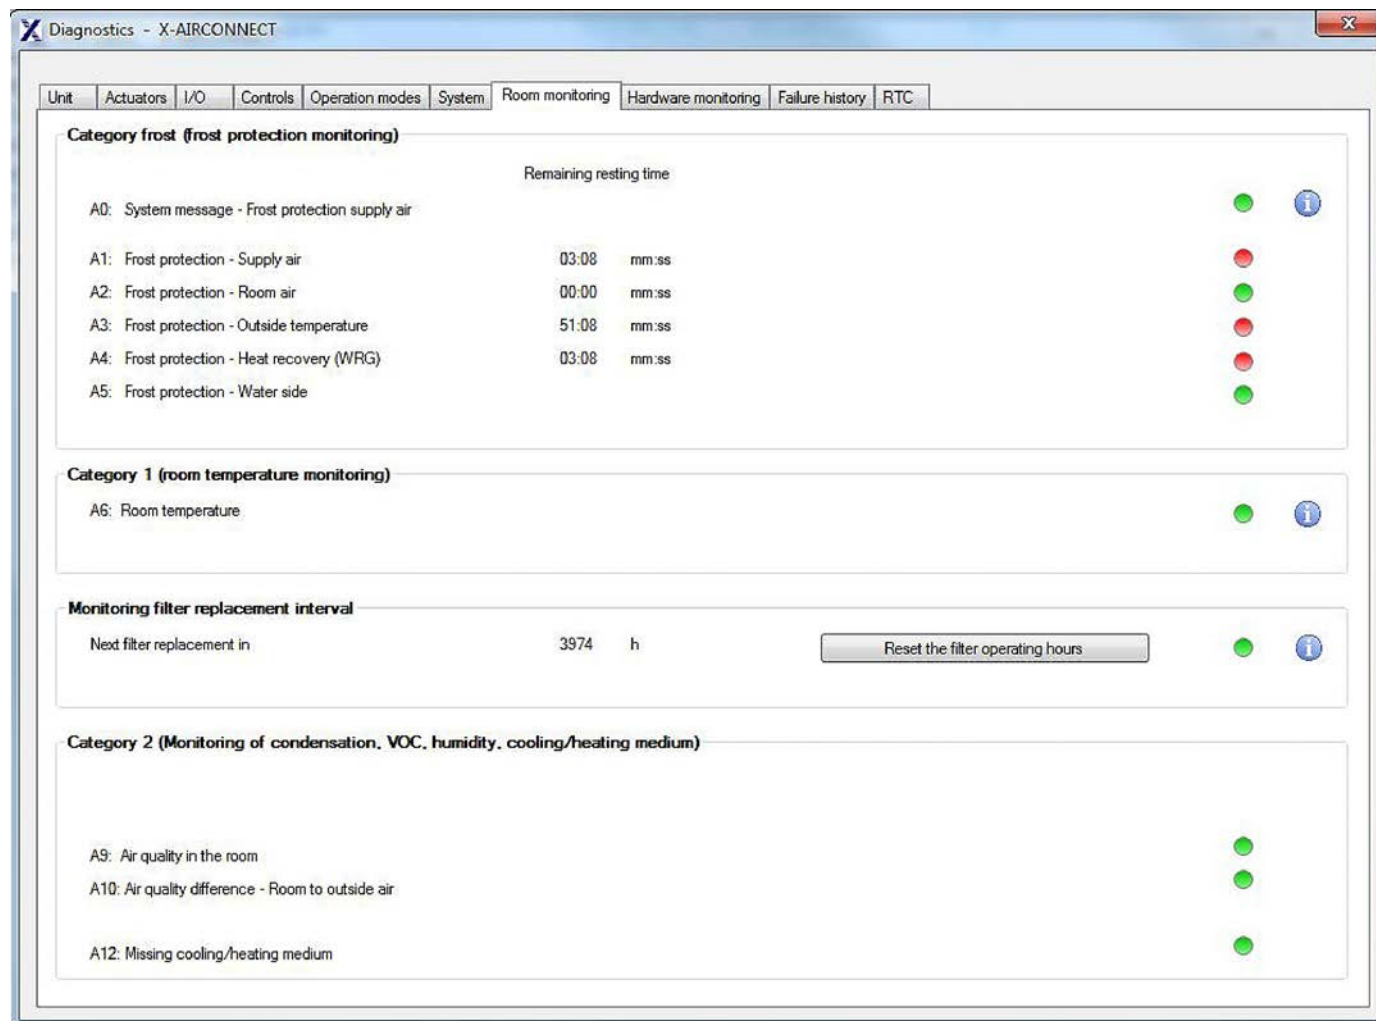 Diagnostics - X-AIRCONNECT
Unit Actuators I/O Controls Operation modes System Room monitoring Hardware monitoring Failure history RTC
Category frost (frost protection monitoring)
Remaining resting time
A0: System message - Frost protection supply air
A1: Frost protection - Supply air 03:08 mm:ss
A2: Frost protection - Room air 00:00 mm:ss
A3: Frost protection - Outside temperature 51:08 mm:ss
A4: Frost protection - Heat recovery (WRG) 03:08 mm:ss
A5: Frost protection - Water side
Category 1 (room temperature monitoring)
A6: Room temperature
Monitoring filter replacement interval
Next filter replacement in 3974 h Reset the filter operating hours
Category 2 (Monitoring of condensation, VOC, humidity, cooling/heating medium)
A9: Air quality in the room
A10: Air quality difference - Room to outside air
A12: Missing cooling/heating medium